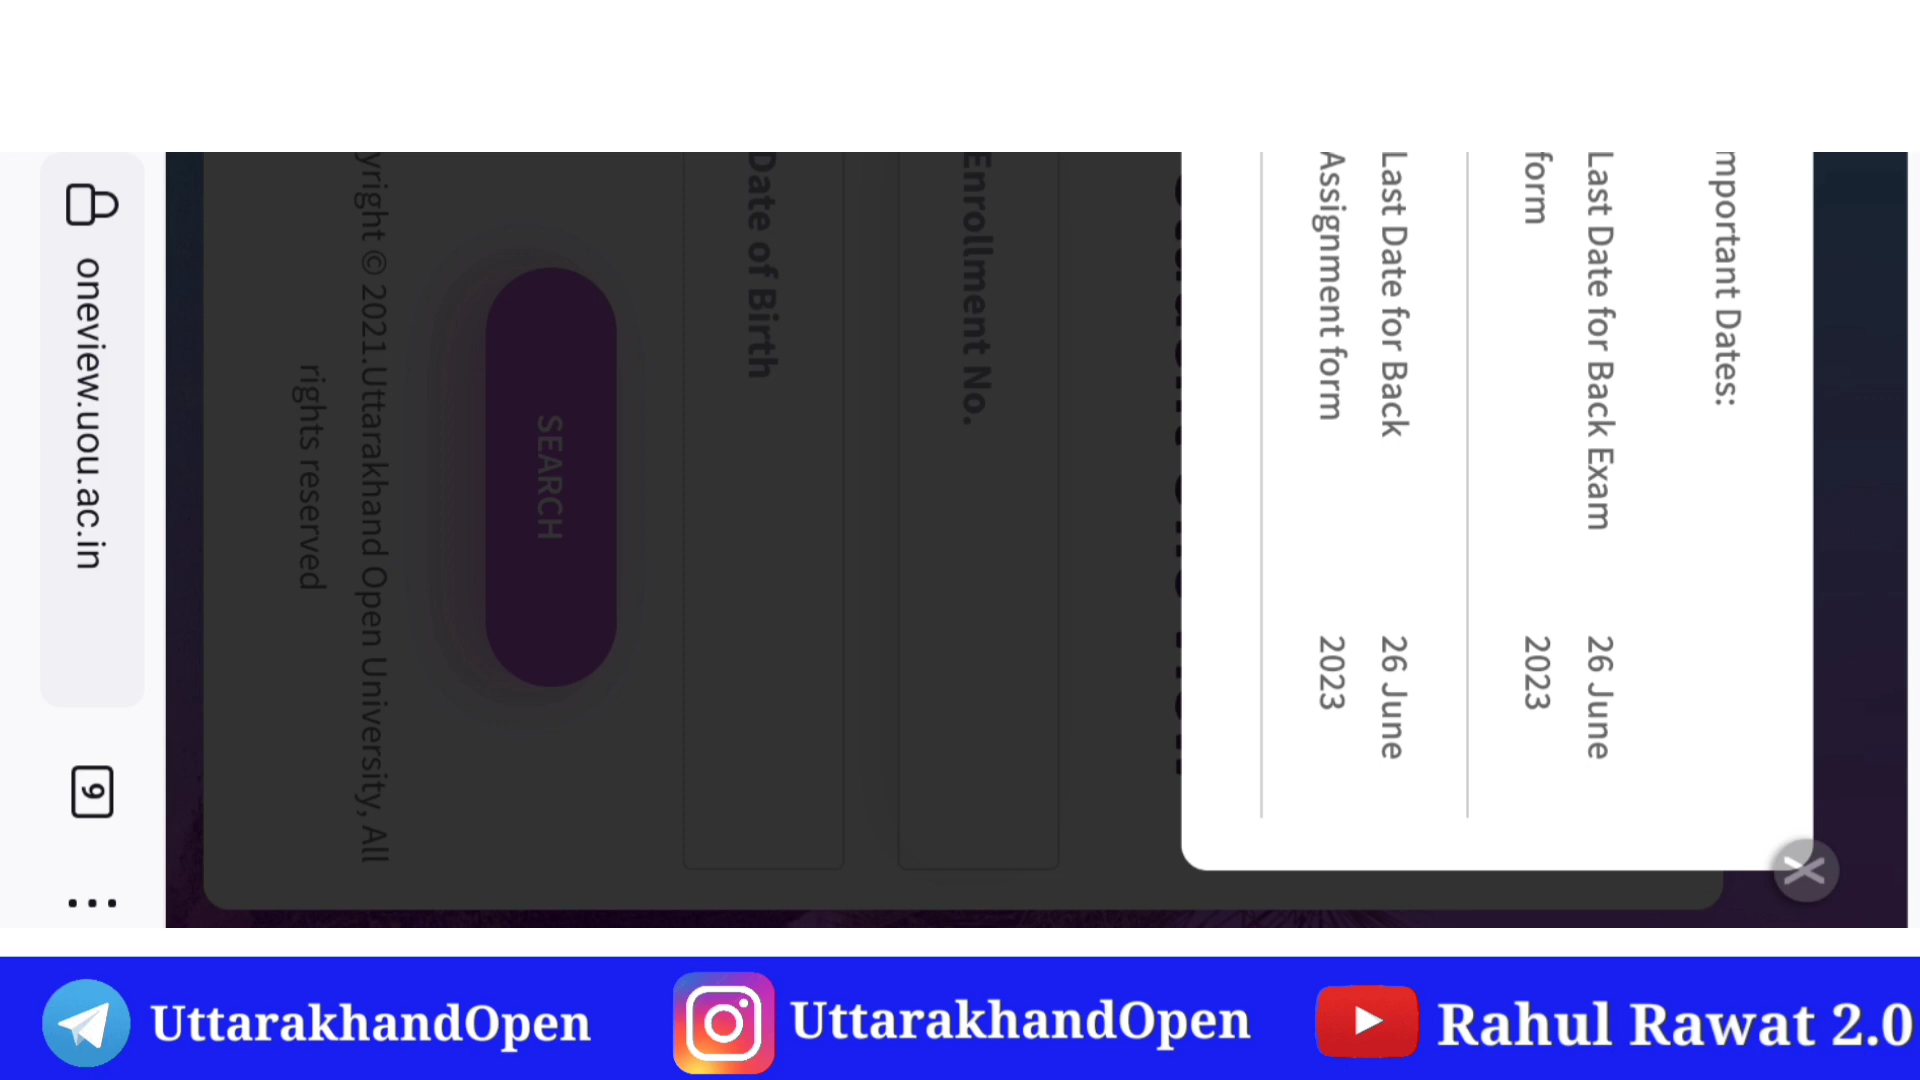 oneview.uou.ac.in
9
mportant Dates:
Last Date for Back Exam 26 June
form 2023
Last Date for Back 26 June
Assignment form 2023
Enrollment No.
Date of Birth
SEARCH
yright © 2021.Uttarakhand Open University, All
rights reserved
UttarakhandOpen
UttarakhandOpen
Rahul Rawat 2.0